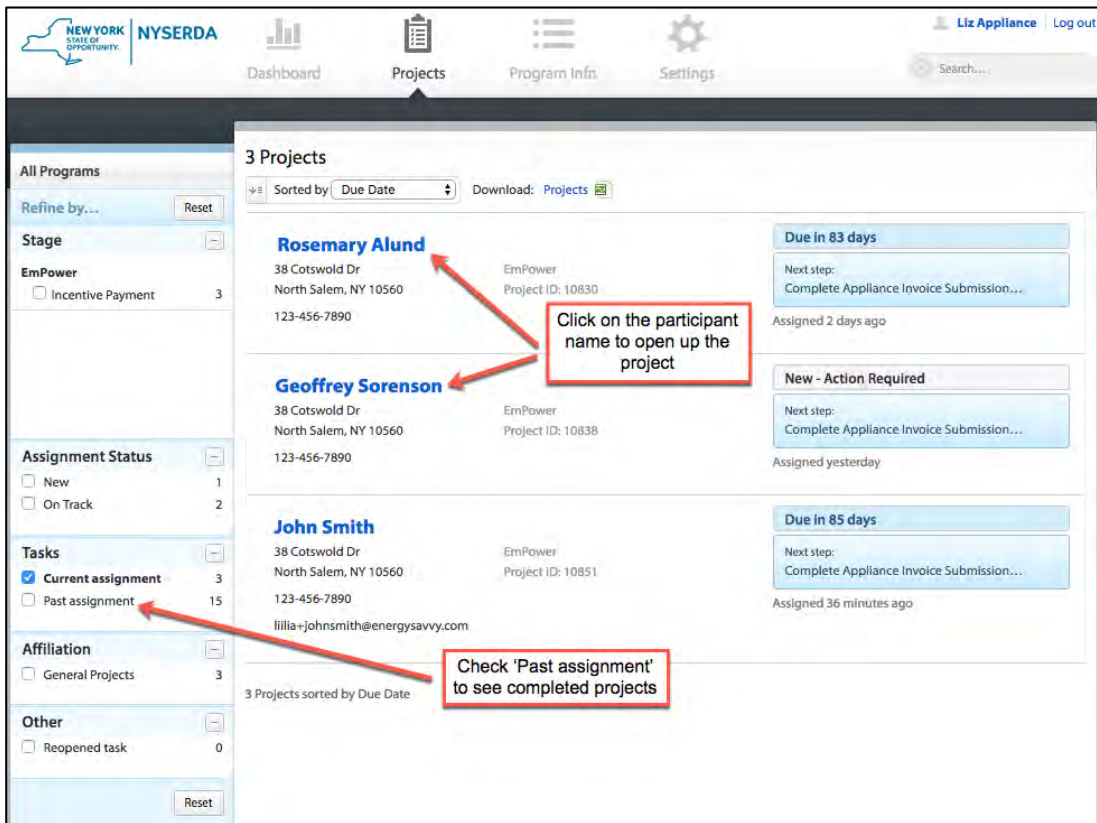 NEW YORK
STATE OF
OPPORTUNITY.
NYSERDA
Dashboard
Projects
Program Info
Settings
Liz Appliance | Log out
Search...
All Programs
Refine by... Reset
Stage
EmPower
Incentive Payment 3
Assignment Status
New 1
On Track 2
Tasks
Current assignment 3
Past assignment 15
Affiliation
General Projects 3
Other
Reopened task 0
Reset
3 Projects
Sorted by Due Date Download: Projects
Rosemary Alund
38 Cotswold Dr
North Salem, NY 10560
123-456-7890
EmPower
Project ID: 10830
Due in 83 days
Next step:
Complete Appliance Invoice Submission...
Assigned 2 days ago
Click on the participant
name to open up the
project
Geoffrey Sorenson
38 Cotswold Dr
North Salem, NY 10560
123-456-7890
EmPower
Project ID: 10838
New - Action Required
Next step:
Complete Appliance Invoice Submission...
Assigned yesterday
John Smith
38 Cotswold Dr
North Salem, NY 10560
123-456-7890
liilia+johnsmith@energysavvy.com
EmPower
Project ID: 10851
Due in 85 days
Next step:
Complete Appliance Invoice Submission...
Assigned 36 minutes ago
Check ‘Past assignment’
to see completed projects
3 Projects sorted by Due Date